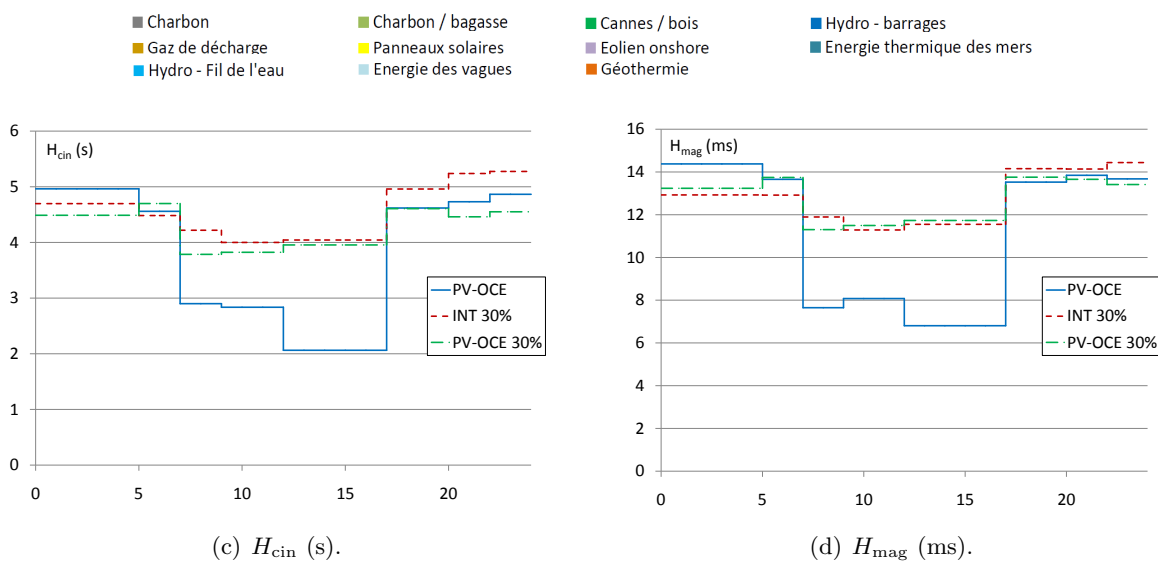 Charbon
Charbon / bagasse
Cannes / bois
Hydro - barrages
Gaz de décharge
Panneaux solaires
Eolien onshore
Energie thermique des mers
Hydro - Fil de l'eau
Energie des vagues
Géothermie
H_cin (s)
6
5
4
3
2
1
0
0 5 10 15 20
PV-OCE
INT 30%
PV-OCE 30%
(c) H_cin (s).
H_mag (ms)
16
14
12
10
8
6
4
2
0
0 5 10 15 20
PV-OCE
INT 30%
PV-OCE 30%
(d) H_mag (ms).